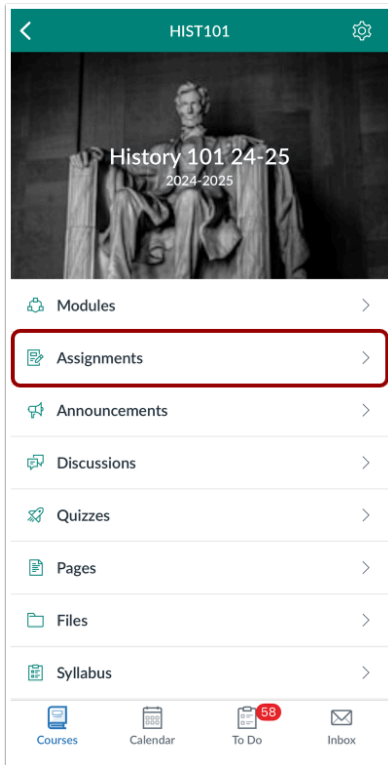 HIST101
History 101 24-25
2024-2025
Modules
Assignments
Announcements
Discussions
Quizzes
Pages
Files
Syllabus
58
Courses
Calendar
To Do
Inbox